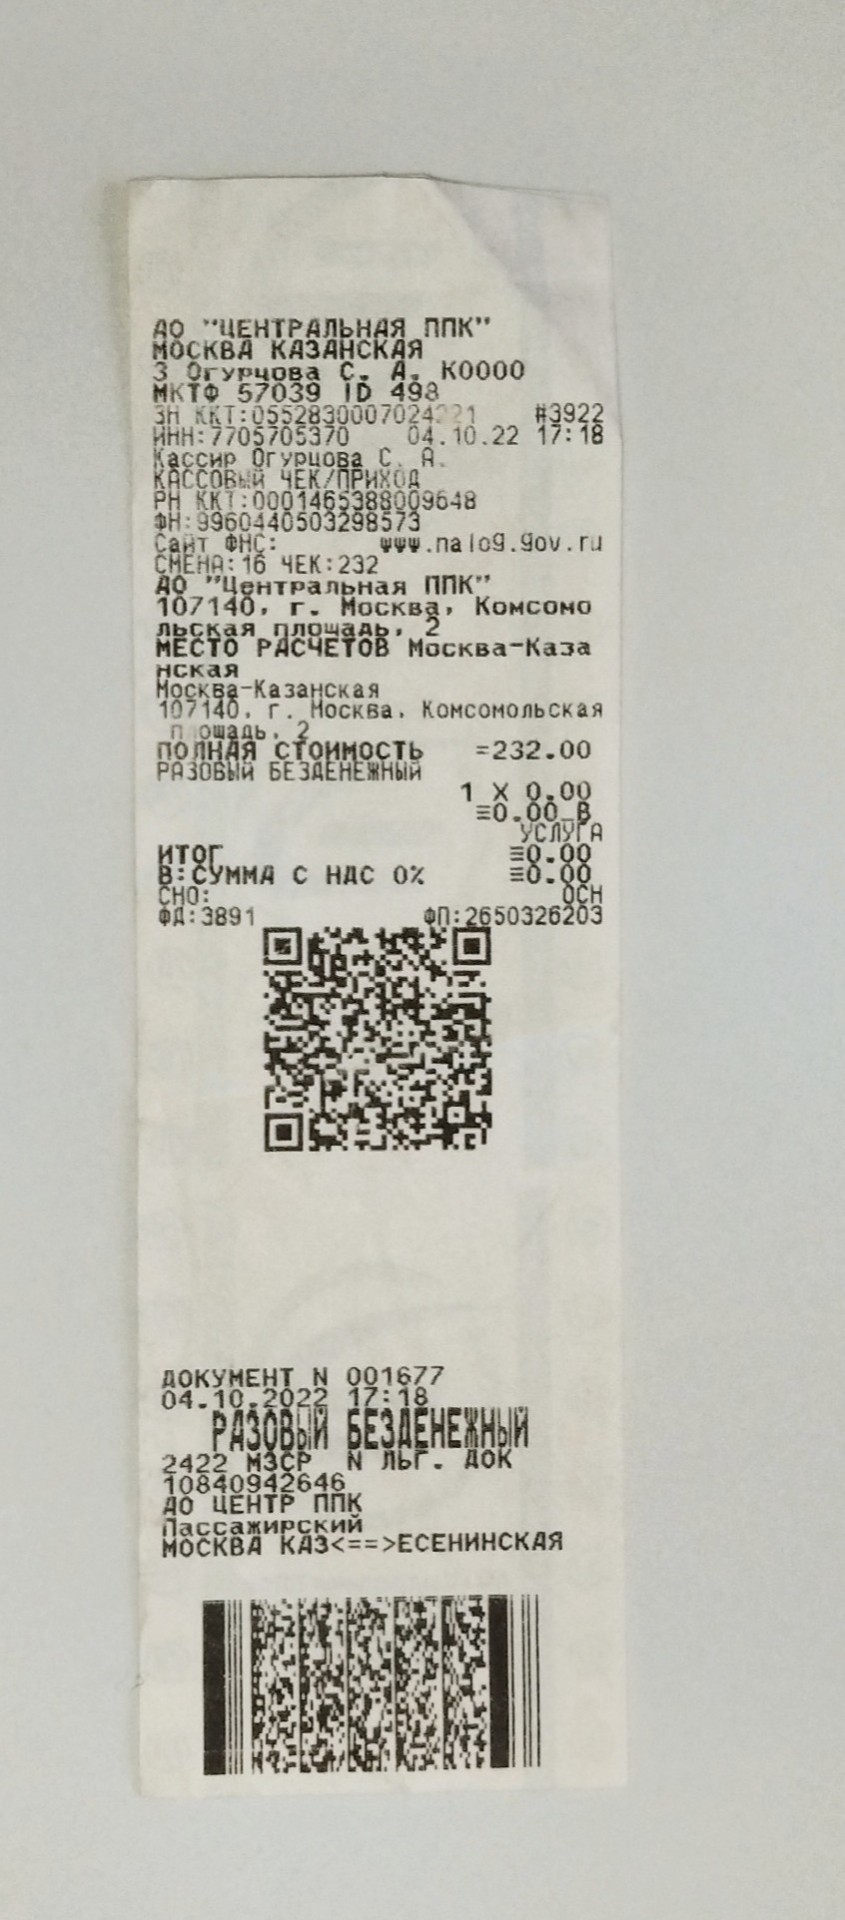 АО "ЦЕНТРАЛЬНАЯ ППК"
МОСКВА КАЗАНСКАЯ
3 Огурцова С. А. К0000
МКТФ 57039 ID 498
ЗН ККТ: #3922
ИНН:7705705370 04.10.22 17:18
Кассир Огурцова С. А.
КАССОВЫЙ ЧЕК/ПРИХОД
РН ККТ:0001465388009648
ФН:9960440503298573
Сайт ФНС: www.nalog.gov.ru
СМЕНА:16 ЧЕК:232
АО "Центральная ППК"
107140, г. Москва, Комсомо
льская площадь, 2
МЕСТО РАСЧЕТОВ Москва-Каза
нская
Москва-Казанская
107140, г. Москва, Комсомольская
площадь, 2
ПОЛНАЯ СТОИМОСТЬ =232.00
РАЗОВЫЙ БЕЗДЕНЕЖНЫЙ
1 X 0.00
≡0.00_В
УСЛУГА
ИТОГ ≡0.00
В:СУММА С НДС 0% ≡0.00
СНО: ОСН
ФД:3891 ФП:2650326203
ДОКУМЕНТ N 001677
04.10.2022 17:18
РАЗОВЫЙ БЕЗДЕНЕЖНЫЙ
2422 МЗСР N ЛЬГ. ДОК
10840942646
АО ЦЕНТР ППК
Пассажирский
МОСКВА КАЗ<==>ЕСЕНИНСКАЯ